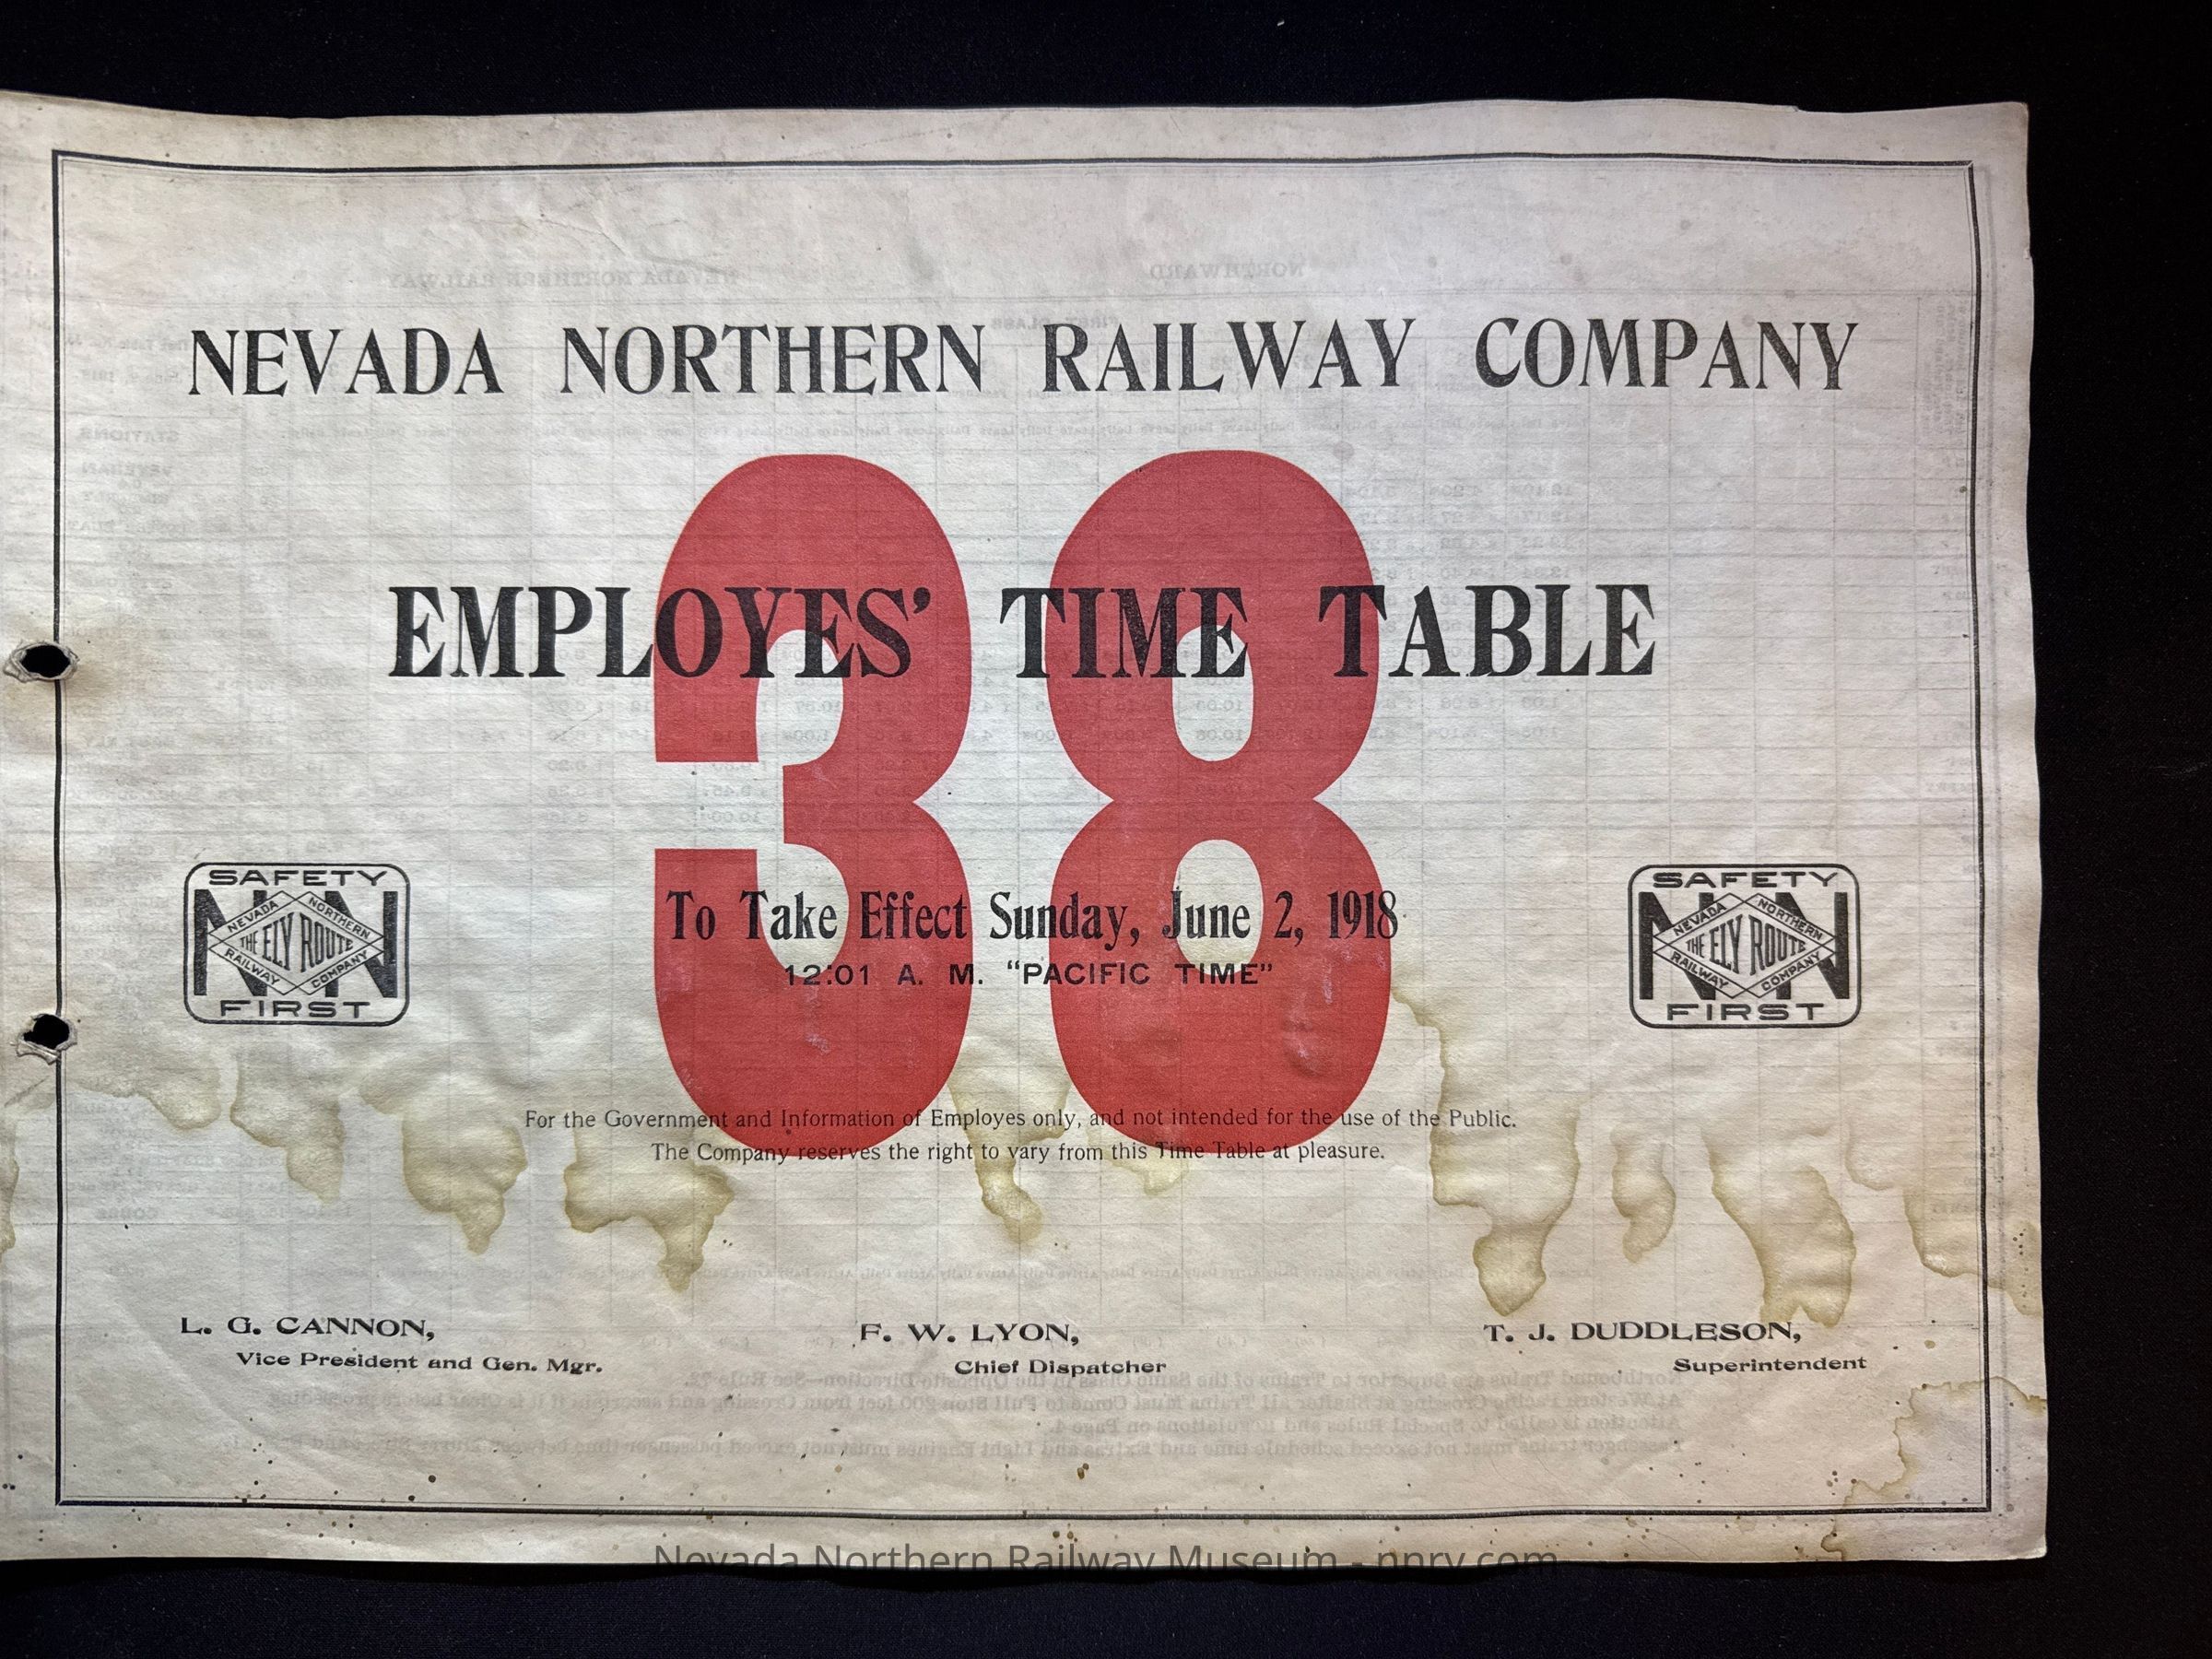 NEVADA NORTHERN RAILWAY COMPANY
38
EMPLOYES' TIME TABLE
To Take Effect Sunday, June 2, 1918
12:01 A. M. "PACIFIC TIME"
SAFETY
NN
NEVADA NORTHERN
THE ELY ROUTE
RAILWAY COMPANY
FIRST
SAFETY
NN
NEVADA NORTHERN
THE ELY ROUTE
RAILWAY COMPANY
FIRST
For the Government and Information of Employes only, and not intended for the use of the Public.
The Company reserves the right to vary from this Time Table at pleasure.
L. G. CANNON,
Vice President and Gen. Mgr.
F. W. LYON,
Chief Dispatcher
T. J. DUDDLESON,
Superintendent
Nevada Northern Railway Museum - nnry.com